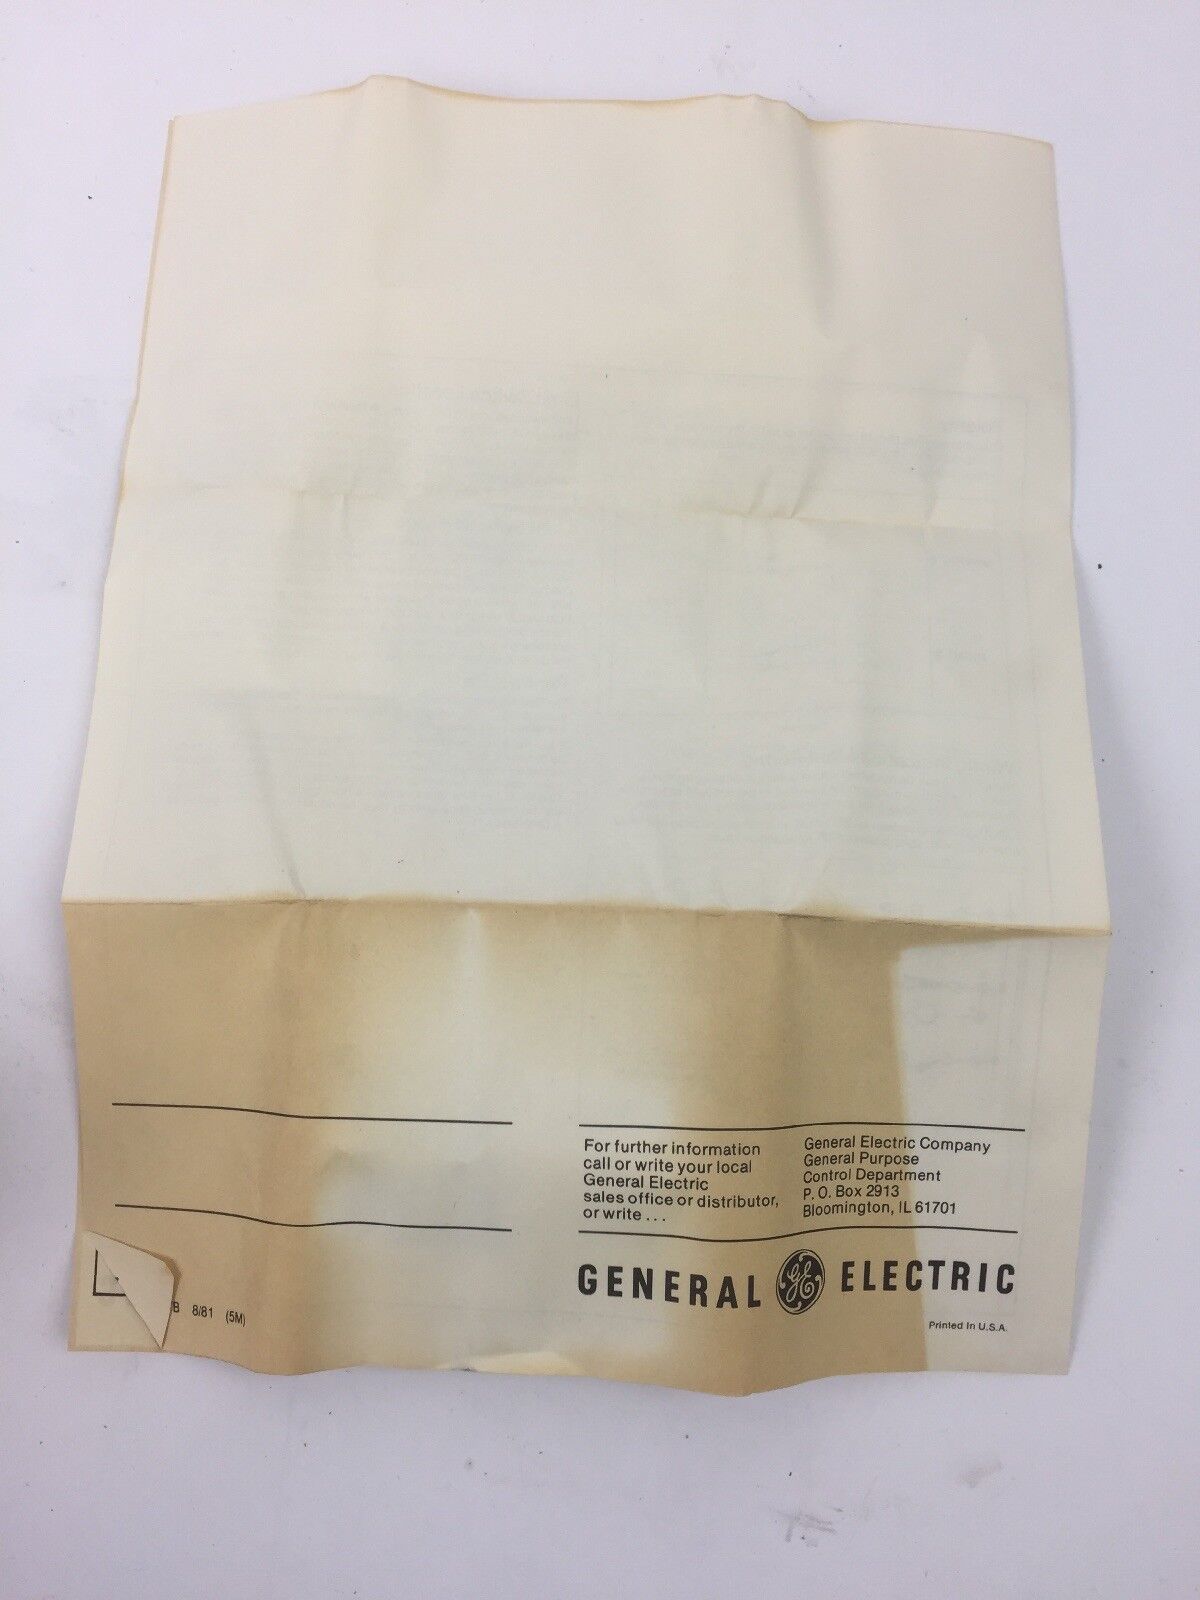 For further information
call or write your local
General Electric
sales office or distributor,
or write ...
General Electric Company
General Purpose
Control Department
P. O. Box 2913
Bloomington, IL 61701
GENERAL GE ELECTRIC
B 8/81 (5M)
Printed In U.S.A.